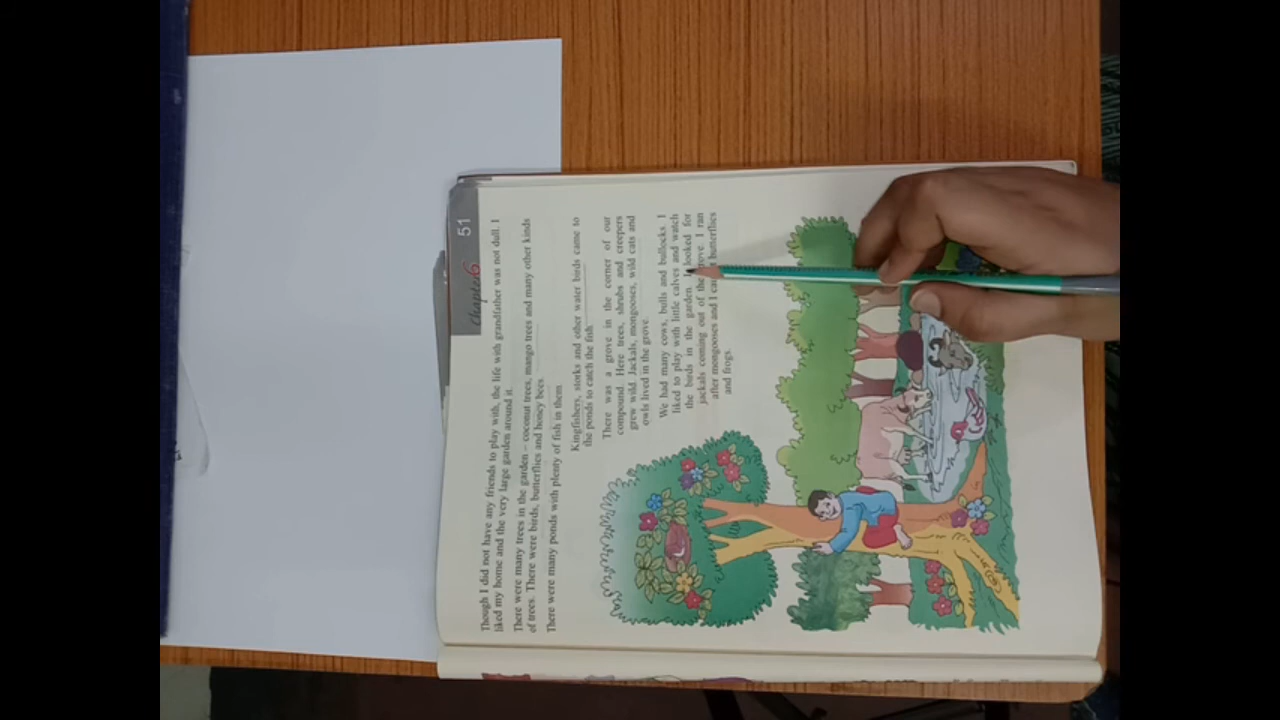 Chapter 6 51
Though I did not have any friends to play with, the life with grandfather was not dull. I
liked my home and the very large garden around it.
There were many trees in the garden – coconut trees, mango trees and many other kinds
of trees. There were birds, butterflies and honey bees.
There were many ponds with plenty of fish in them.
Kingfishers, storks and other water birds came to
the ponds to catch the fish.
There was a grove in the corner of our
compound. Here trees, shrubs and creepers
grew wild. Jackals, mongooses, wild cats and
owls lived in the grove.
We had many cows, bulls and bullocks. I
liked to play with little calves and watch
the birds in the garden. I looked for
jackals coming out of the grove. I ran
after mongooses and I butterflies
and frogs.